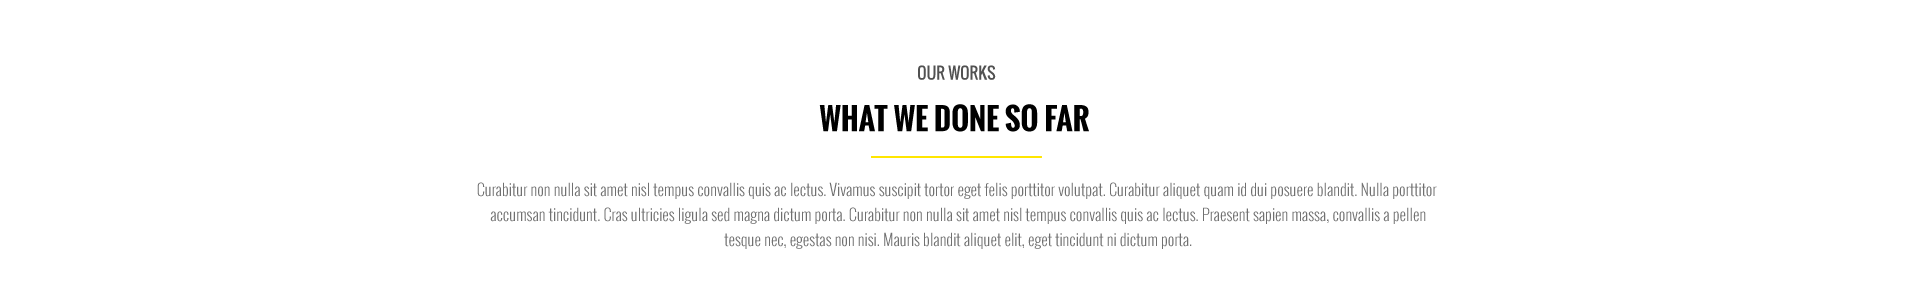 OUR WORKS
WHAT WE DONE SO FAR
Curabitur non nulla sit amet nisl tempus convallis quis ac lectus. Vivamus suscipit tortor eget felis porttitor volutpat. Curabitur aliquet quam id dui posuere blandit. Nulla porttitor
accumsan tincidunt. Cras ultricies ligula sed magna dictum porta. Curabitur non nulla sit amet nisl tempus convallis quis ac lectus. Praesent sapien massa, convallis a pellen
tesque nec, egestas non nisi. Mauris blandit aliquet elit, eget tincidunt ni dictum porta.